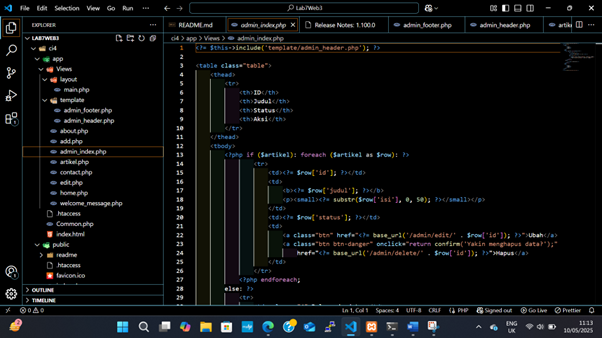 File Edit Selection View Go Run
Lab7Web3
EXPLORER
LAB7WEB3
ci4
app
Views
layout
main.php
template
admin_footer.php
admin_header.php
about.php
add.php
admin_index.php
artikel.php
contact.php
edit.php
home.php
welcome_message.php
.htaccess
Common.php
index.html
public
readme
.htaccess
favicon.ico
OUTLINE
TIMELINE
README.md
admin_index.php
Release Notes: 1.100.0
admin_footer.php
admin_header.php
artikel
ci4 > app > Views > admin_index.php
1 <?= $this->include('template/admin_header.php'); ?>
2
3 <table class="table">
4 <thead>
5 <tr>
6 <th>ID</th>
7 <th>Judul</th>
8 <th>Status</th>
9 <th>Aksi</th>
10 </tr>
11 </thead>
12 <tbody>
13 <?php if ($artikel): foreach ($artikel as $row): ?>
14 <tr>
15 <td><?= $row['id']; ?></td>
16 <td>
17 <b><?= $row['judul']; ?></b>
18 <p><small><?= substr($row['isi'], 0, 50); ?></small></p>
19 </td>
20 <td><?= $row['status']; ?></td>
21 <td>
22 <a class="btn" href="<?= base_url('/admin/edit/' . $row['id']); ?>">Ubah</a>
23 <a class="btn btn-danger" onclick="return confirm('Yakin menghapus data?');"
24 href="<?= base_url('/admin/delete/' . $row['id']); ?>">Hapus</a>
25 </td>
26 </tr>
27 <?php endforeach;
28 else: ?>
29 <tr>
0 0
Ln 1, Col 1 Spaces: 4 UTF-8 CRLF PHP Signed out Go Live Prettier
ENG
UK
11:13
10/05/2025